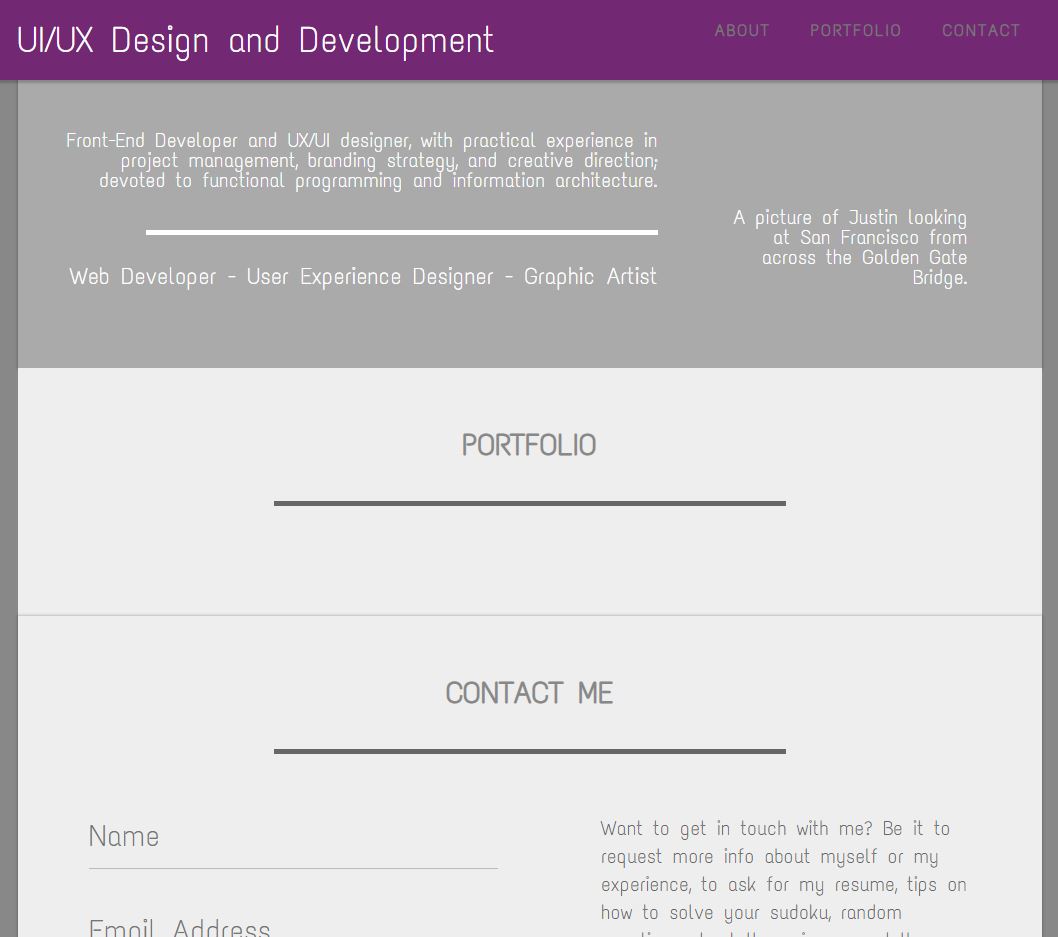 UI/UX Design and Development
ABOUT PORTFOLIO CONTACT
Front-End Developer and UX/UI designer, with practical experience in
project management, branding strategy, and creative direction;
devoted to functional programming and information architecture.
Web Developer - User Experience Designer - Graphic Artist
A picture of Justin looking
at San Francisco from
across the Golden Gate
Bridge.
PORTFOLIO
CONTACT ME
Name
Email Address
Want to get in touch with me? Be it to
request more info about myself or my
experience, to ask for my resume, tips on
how to solve your sudoku, random